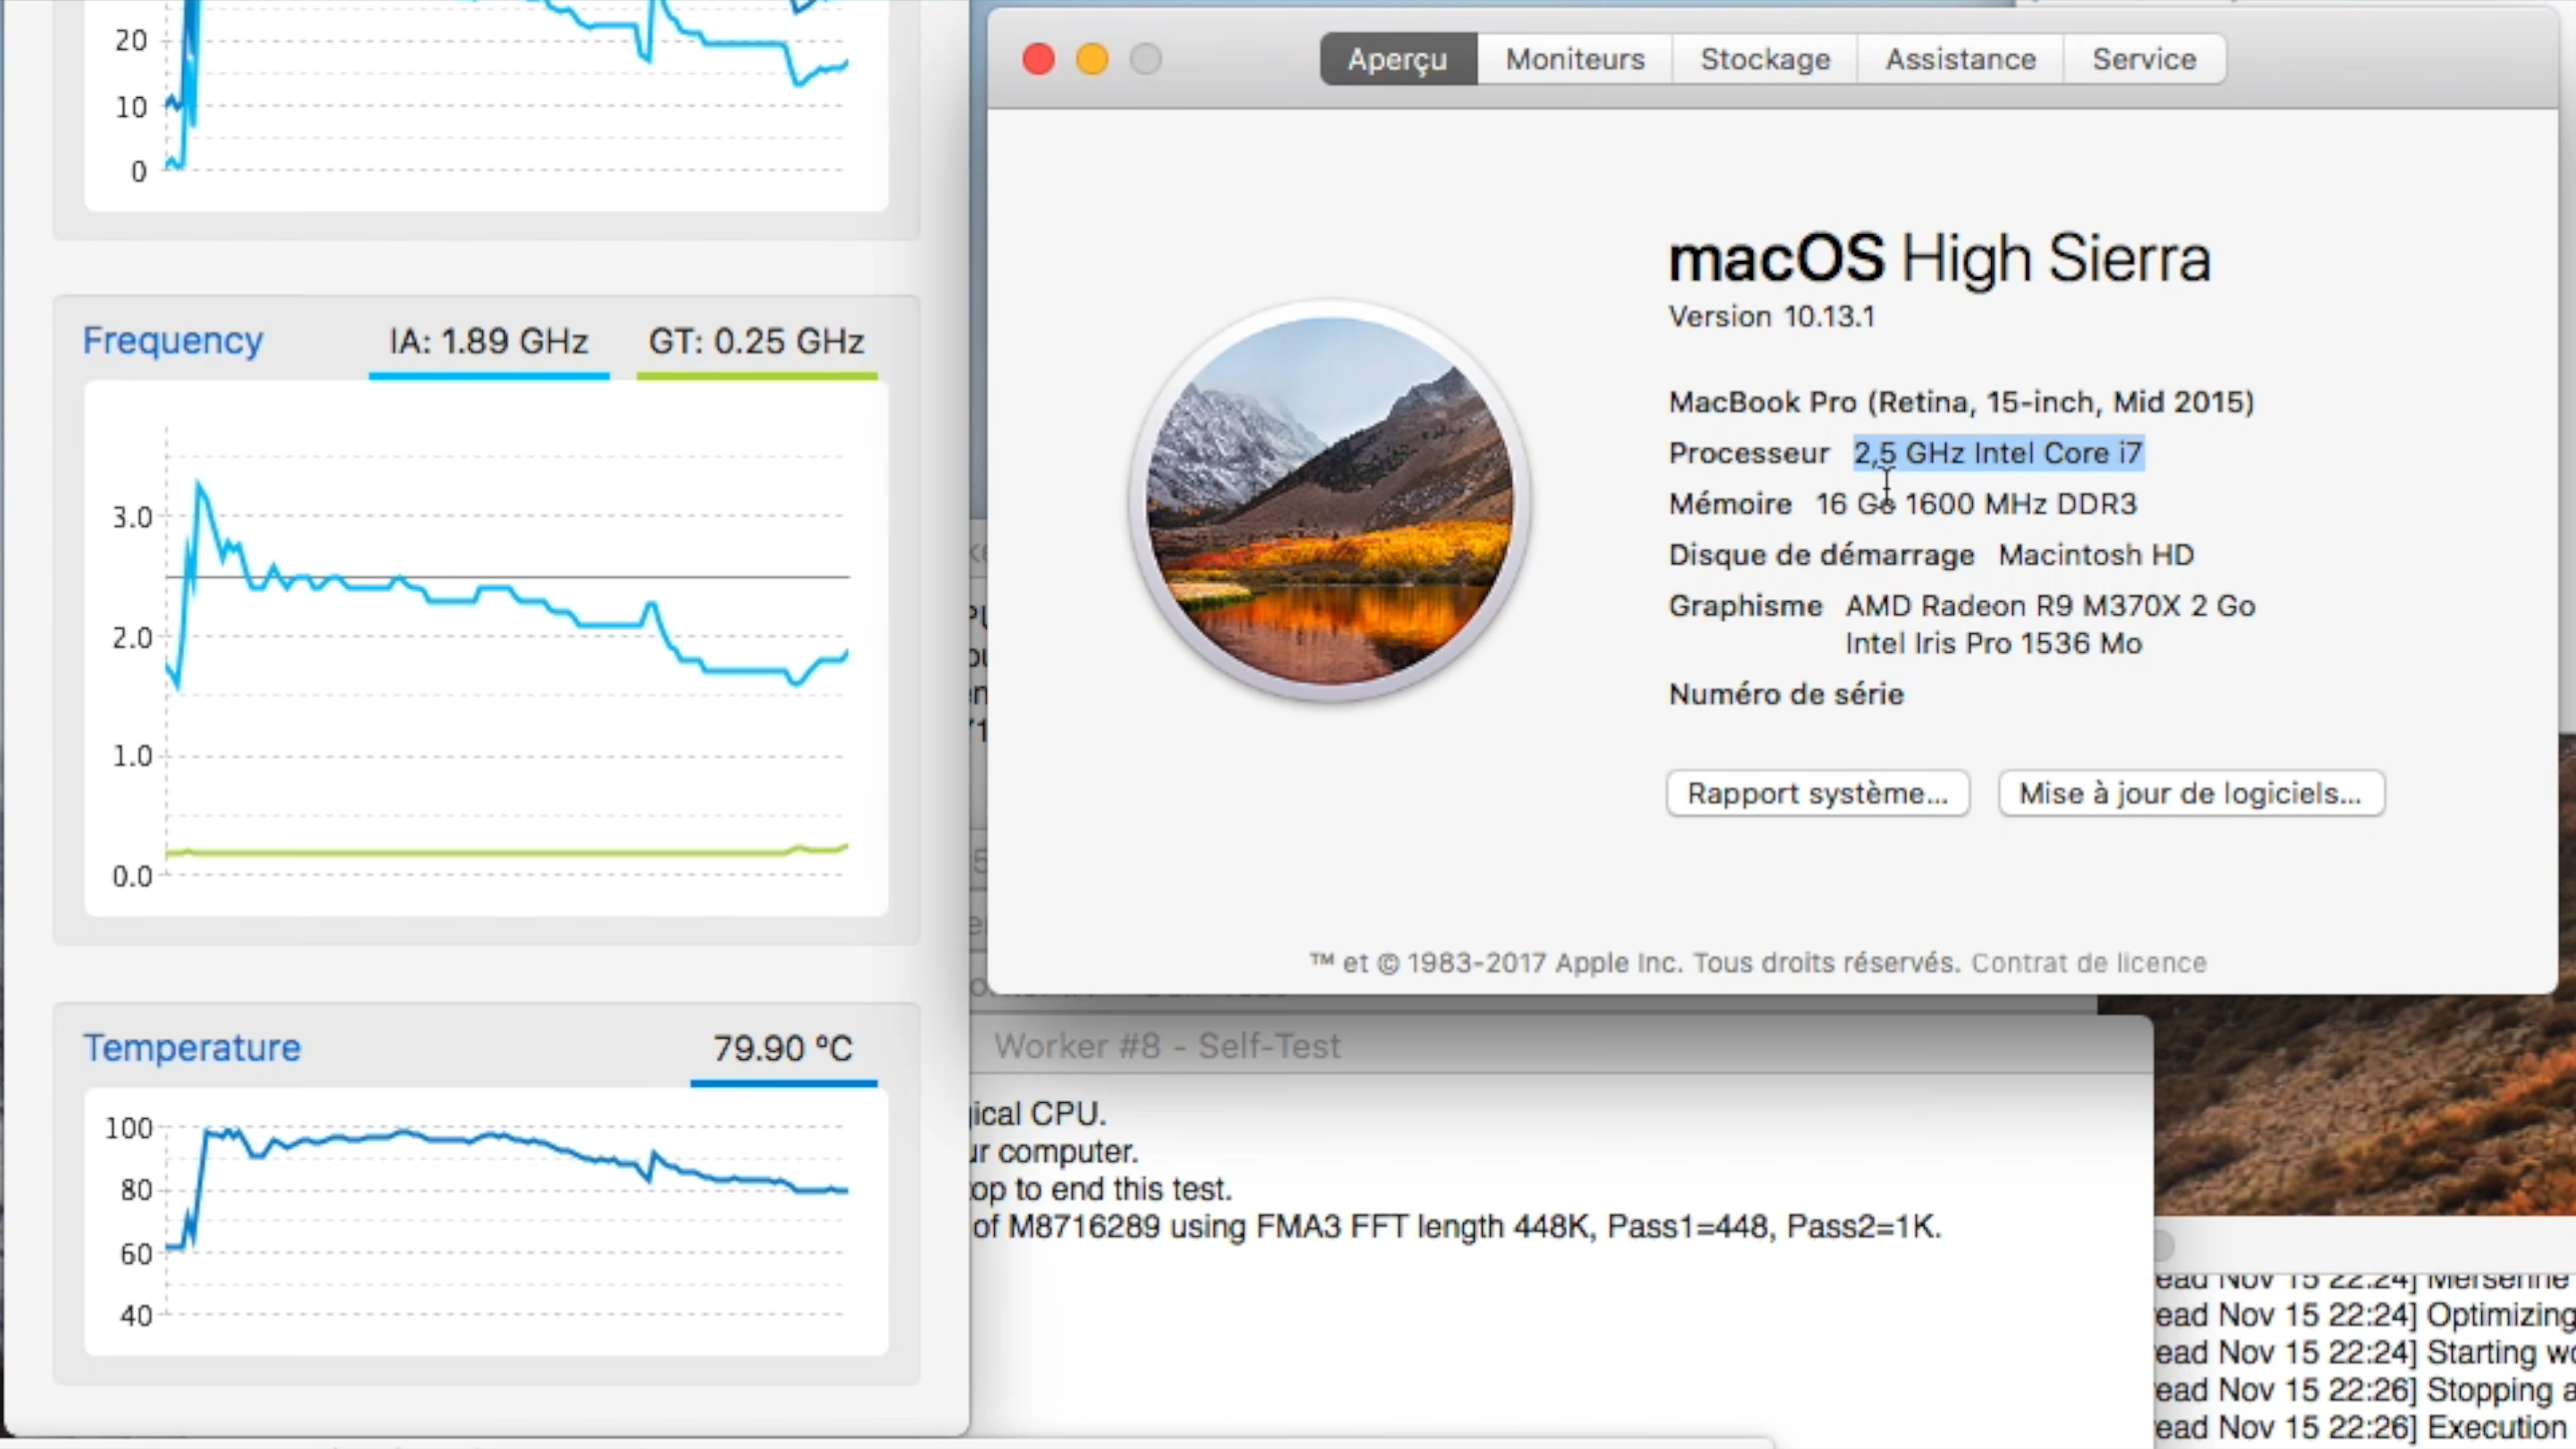 20
10
0
Frequency
IA: 1.89 GHz
GT: 0.25 GHz
3.0
2.0
1.0
0.0
Temperature
79.90 °C
100
80
60
40
Aperçu
Moniteurs
Stockage
Assistance
Service
macOS High Sierra
Version 10.13.1
MacBook Pro (Retina, 15-inch, Mid 2015)
Processeur 2,5 GHz Intel Core i7
Mémoire 16 Go 1600 MHz DDR3
Disque de démarrage Macintosh HD
Graphisme AMD Radeon R9 M370X 2 Go
Intel Iris Pro 1536 Mo
Numéro de série
Rapport système...
Mise à jour de logiciels...
™ et © 1983-2017 Apple Inc. Tous droits réservés. Contrat de licence
Worker #8 - Self-Test
ical CPU.
ur computer.
op to end this test.
of M8716289 using FMA3 FFT length 448K, Pass1=448, Pass2=1K.
ead Nov 15 22:24] Mersenne
ead Nov 15 22:24] Optimizing
ead Nov 15 22:24] Starting wo
ead Nov 15 22:26] Stopping a
ead Nov 15 22:26] Execution